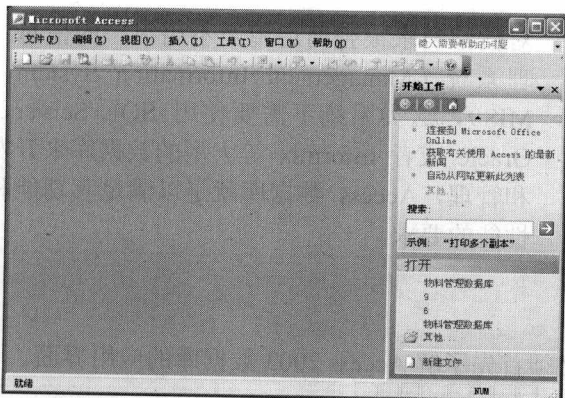 Microsoft Access
文件(F) 编辑(E) 视图(V) 插入(I) 工具(T) 窗口(W) 帮助(H)
键入需要帮助的问题
开始工作
连接到 Microsoft Office
Online
获取有关使用 Access 的最新
新闻
自动从网站更新此列表
其他...
搜索:
示例: “打印多个副本”
打开
物料管理数据库
9
6
物料管理数据库
其他...
新建文件...
就绪
NUM